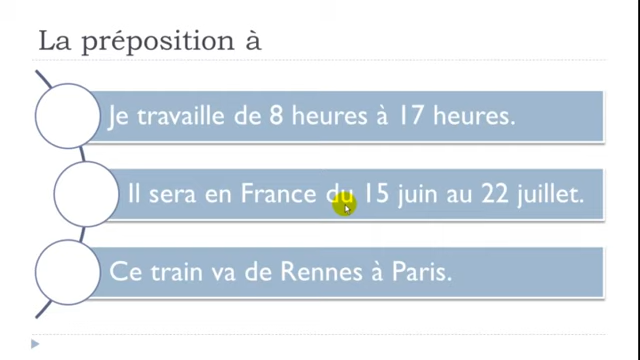 La préposition à
Je travaille de 8 heures à 17 heures.
Il sera en France du 15 juin au 22 juillet.
Ce train va de Rennes à Paris.